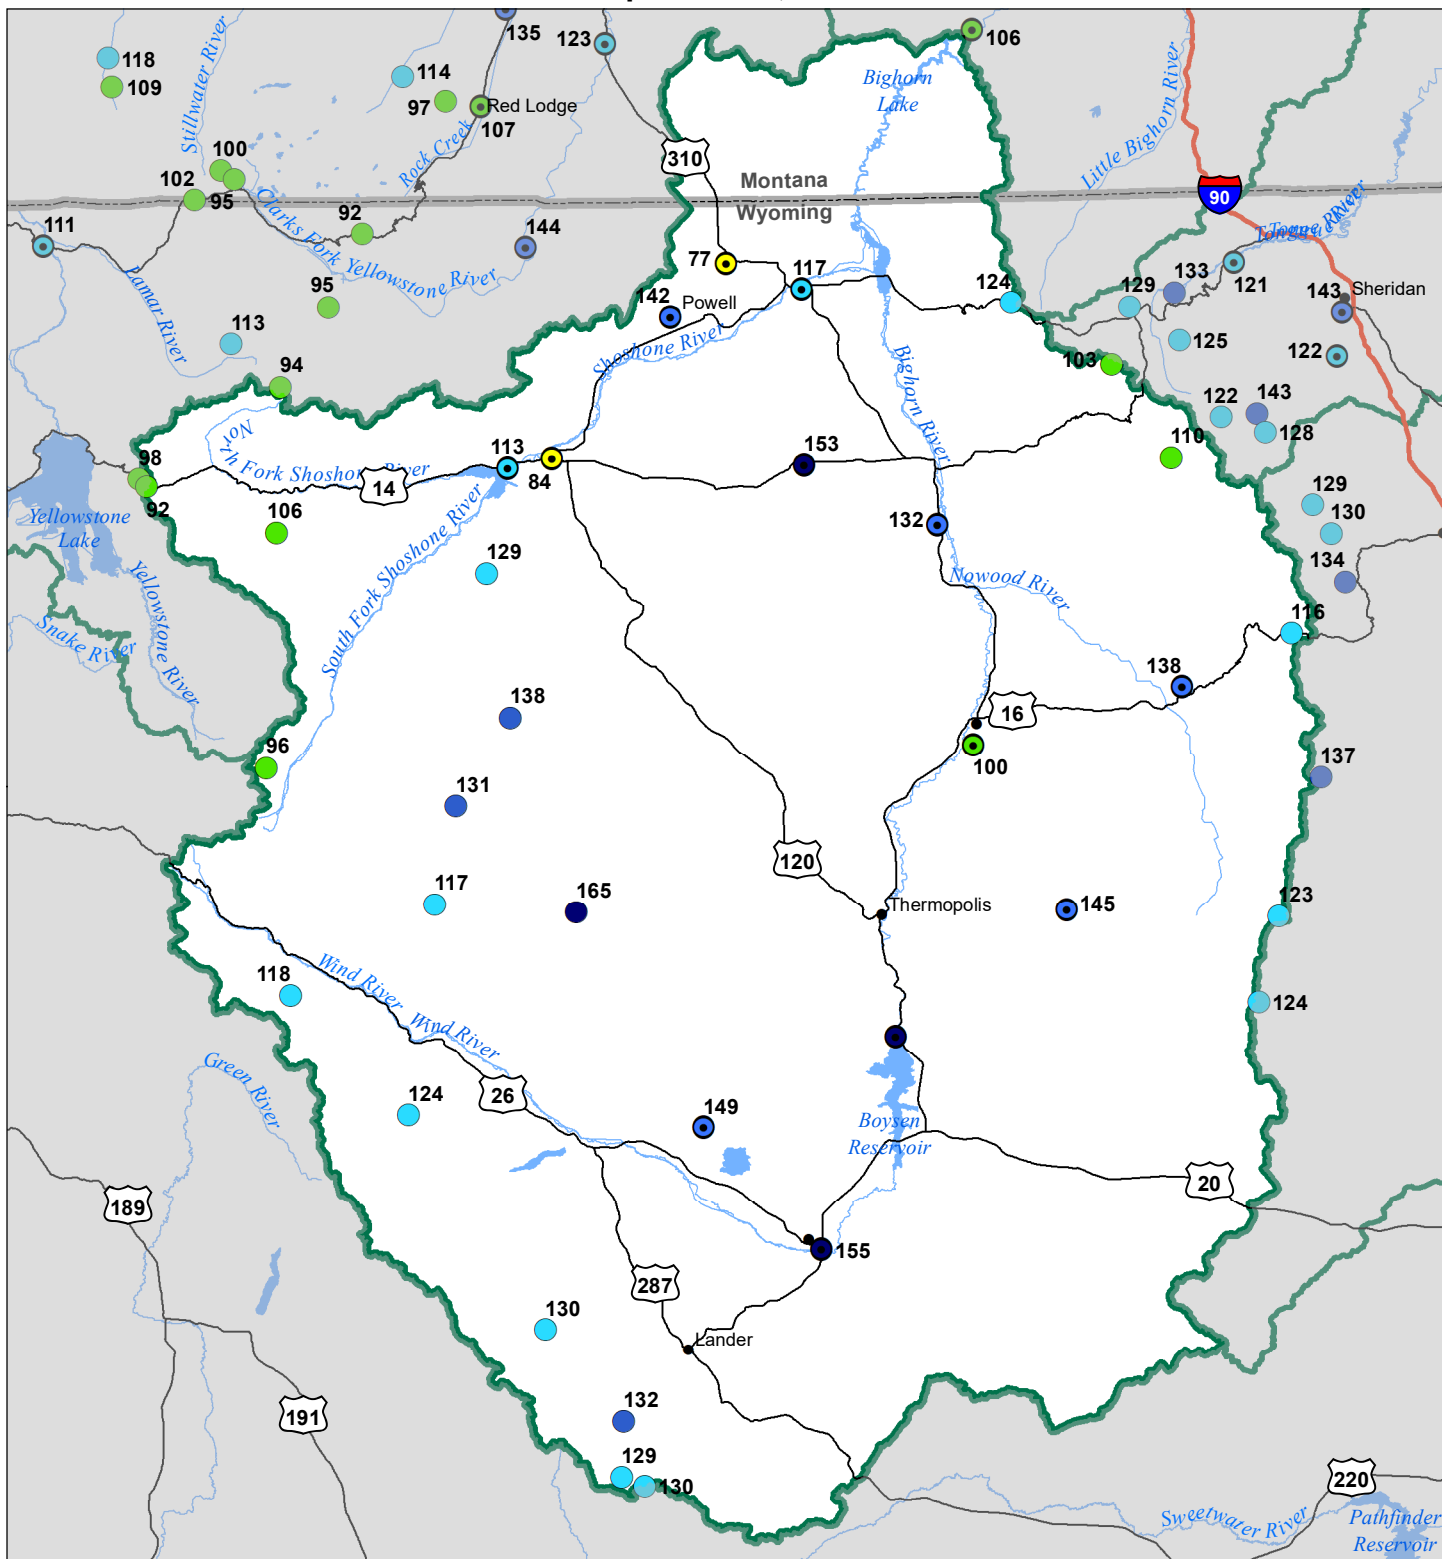 135
123
106
118
109
114
97
Red Lodge
107
Stillwater River
Rock Creek
Bighorn
Lake
Little Bighorn River
310
90
100
102
95
92
Clarks Fork Yellowstone River
Montana
Wyoming
Tongue River
Tongue River
111
144
Lamar River
95
113
94
77
117
142
Powell
Shoshone River
124
129
133
121
143
Sheridan
125
122
103
Bighorn River
122
143
128
110
98
92
North Fork Shoshone River
14
113
84
153
Yellowstone
Lake
106
South Fork Shoshone River
129
132
129
130
134
Nowood River
Yellowstone River
Snake River
116
138
138
16
100
96
137
131
120
117
165
Thermopolis
145
123
118
Wind River
Wind River
124
Green River
124
26
149
Boysen
Reservoir
20
189
155
287
130
Lander
191
132
129
130
220
Sweetwater River
Pathfinder
Reservoir